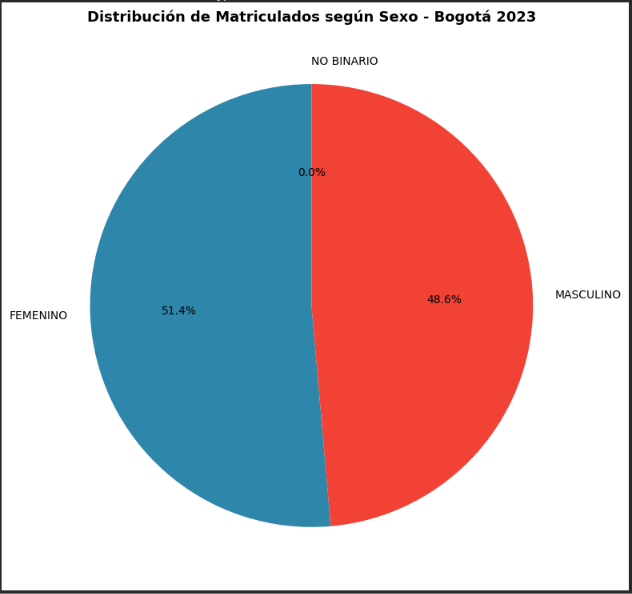 Distribución de Matriculados según Sexo - Bogotá 2023
NO BINARIO
0.0%
48.6%
MASCULINO
51.4%
FEMENINO